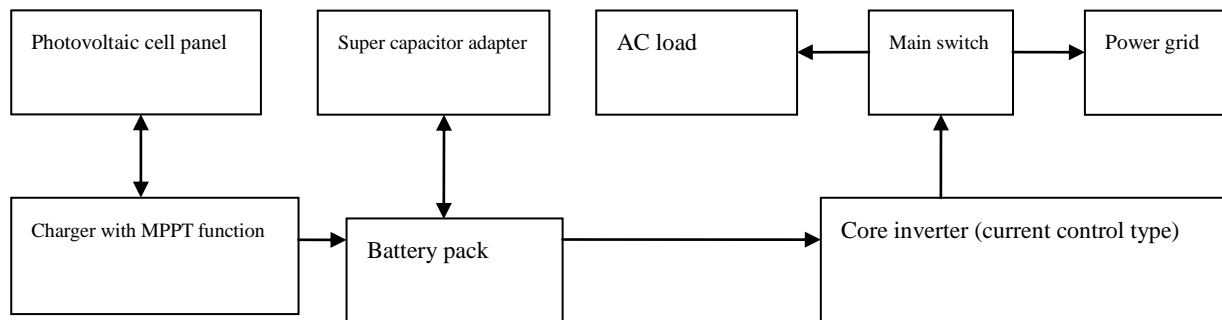 Photovoltaic cell panel
Super capacitor adapter
AC load
Main switch
Power grid
Charger with MPPT function
Battery pack
Core inverter (current control type)